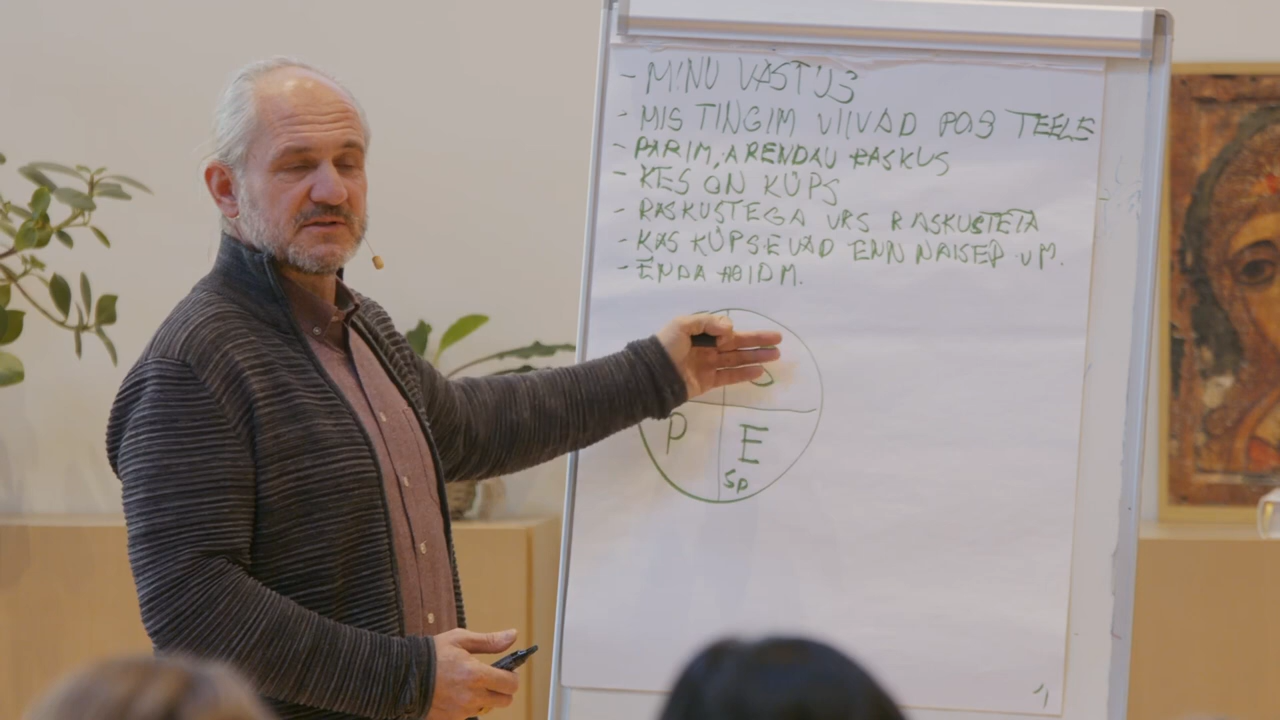 - MINU VASTUS
- MIS TINGIM VIIVAD POS TEELE
- PARIM, ARENDAV RASKUS
- KES ON KÜPS
- RASKUSTEGA VRS RASKUSTETA
- KAS KÜPSEVAD ENN NAISED VM.
- ENDA HOIDM.
P
E
SP